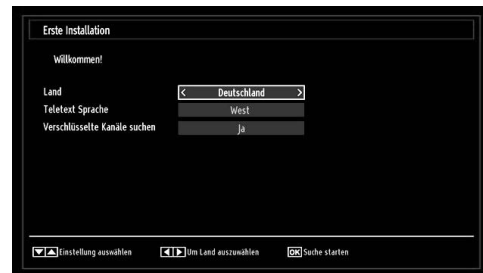 Erste Installation
Willkommen!
Land < Deutschland >
Teletext Sprache West
Verschlüsselte Kanäle suchen Ja
Einstellung auswählen Um Land auszuwählen OK Suche starten